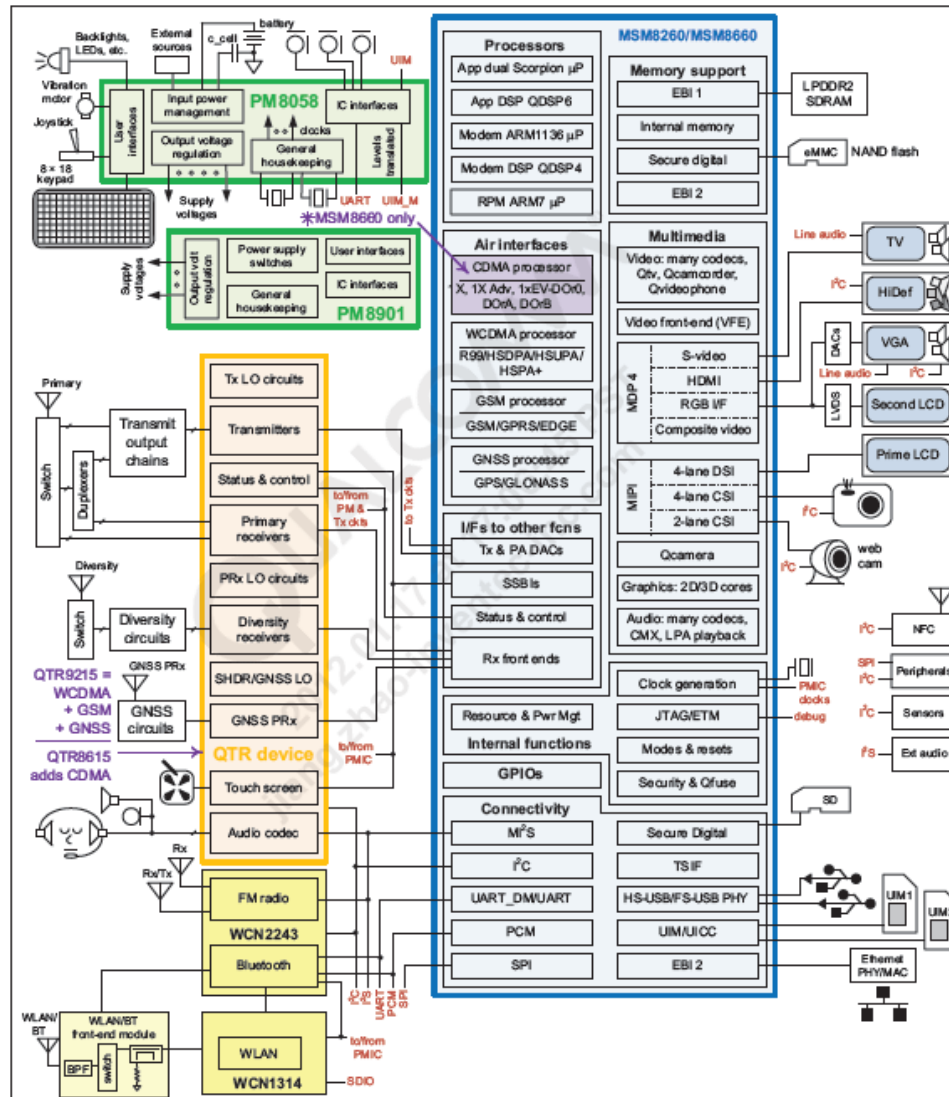 Backlights,
LEDs, etc.
External
sources
c_cell
battery
UIM
Vibration
motor
Joystick
8 × 18
keypad
User
interfaces
Input power
management
PM8058
IC interfaces
Output voltage
regulation
clocks
General
housekeeping
Levels
translated
Supply
voltages
UART
UIM_M
✳MSM8660 only
Supply
voltages
Output volt
regulation
Power supply
switches
User interfaces
General
housekeeping
IC interfaces
PM8901
Primary
Switch
Duplexers
Transmit
output
chains
Tx LO circuits
Transmitters
Status & control
Primary
receivers
PRx LO circuits
Diversity
Switch
Diversity
circuits
Diversity
receivers
SHDR/GNSS LO
GNSS PRx
GNSS
circuits
GNSS PRx
QTR9215 =
WCDMA
+ GSM
+ GNSS
QTR8615
adds CDMA
QTR device
Touch screen
Audio codec
to/from
PM &
Tx ckts
to Tx ckts
to/from
PMIC
Rx
Rx/Tx
FM radio
WCN2243
Bluetooth
WLAN/
BT
WLAN/BT
front-end module
BPF
switch
WLAN
WCN1314
I²C
I²S
UART
PCM
SPI
to/from
PMIC
SDIO
MSM8260/MSM8660
Processors
App dual Scorpion µP
App DSP QDSP6
Modem ARM1136 µP
Modem DSP QDSP4
RPM ARM7 µP
Air interfaces
CDMA processor
1X, 1X Adv, 1xEV-DOr0,
DOrA, DOrB
WCDMA processor
R99/HSDPA/HSUPA/
HSPA+
GSM processor
GSM/GPRS/EDGE
GNSS processor
GPS/GLONASS
I/Fs to other fcns
Tx & PA DACs
SSBIs
Status & control
Rx front ends
Resource & Pwr Mgt
Internal functions
GPIOs
Connectivity
MI²S
I²C
UART_DM/UART
PCM
SPI
Memory support
EBI 1
Internal memory
Secure digital
EBI 2
Multimedia
Video: many codecs,
Qtv, Qcamcorder,
Qvideophone
Video front-end (VFE)
MDP 4
S-video
HDMI
RGB I/F
Composite video
MIPI
4-lane DSI
4-lane CSI
2-lane CSI
Qcamera
Graphics: 2D/3D cores
Audio: many codecs,
CMX, LPA playback
Clock generation
JTAG/ETM
Modes & resets
Security & Qfuse
Secure Digital
TSIF
HS-USB/FS-USB PHY
UIM/UICC
EBI 2
LPDDR2
SDRAM
eMMC
NAND flash
Line audio
TV
I²C
HiDef
DACs
VGA
Line audio
I²C
LVDS
Second LCD
Prime LCD
I²C
web
cam
I²C
I²C
NFC
SPI
I²C
Peripherals
I²C
Sensors
I²S
Ext audio
PMIC
clocks
debug
SD
UIM1
Ethernet
PHY/MAC
QUALCOMM